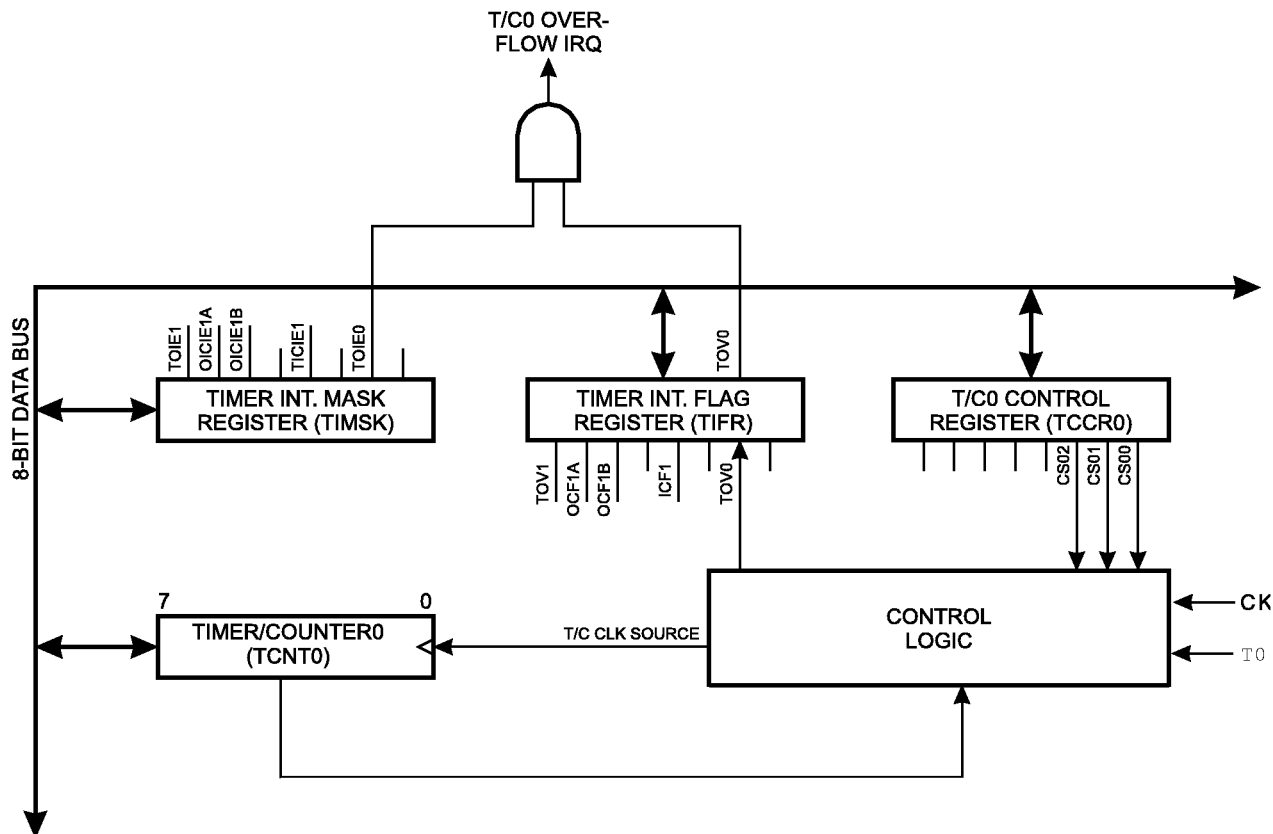 T/C0 OVER-
FLOW IRQ
8-BIT DATA BUS
TOIE1
OICIE1A
OICIE1B
TICIE1
TOIE0
TOV0
TIMER INT. MASK
REGISTER (TIMSK)
TIMER INT. FLAG
REGISTER (TIFR)
T/C0 CONTROL
REGISTER (TCCR0)
TOV1
OCF1A
OCF1B
ICF1
TOV0
CS02
CS01
CS00
7
0
TIMER/COUNTER0
(TCNT0)
T/C CLK SOURCE
CONTROL
LOGIC
CK
T0